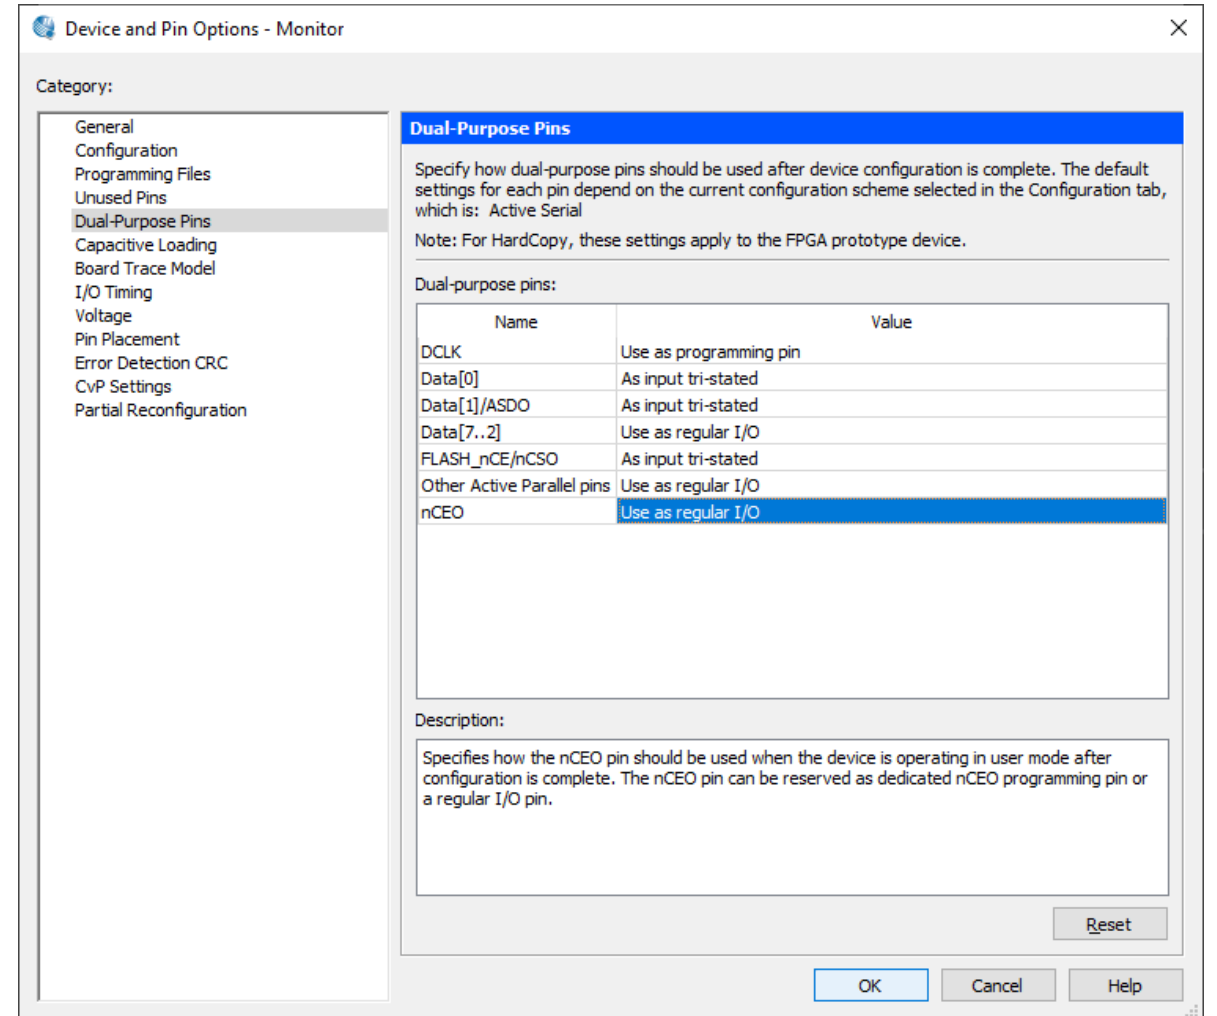 Device and Pin Options - Monitor
Category:
General
Configuration
Programming Files
Unused Pins
Dual-Purpose Pins
Capacitive Loading
Board Trace Model
I/O Timing
Voltage
Pin Placement
Error Detection CRC
CvP Settings
Partial Reconfiguration
Dual-Purpose Pins
Specify how dual-purpose pins should be used after device configuration is complete. The default
settings for each pin depend on the current configuration scheme selected in the Configuration tab,
which is: Active Serial
Note: For HardCopy, these settings apply to the FPGA prototype device.
Dual-purpose pins:
Name Value
DCLK Use as programming pin
Data[0] As input tri-stated
Data[1]/ASDO As input tri-stated
Data[7..2] Use as regular I/O
FLASH_nCE/nCSO As input tri-stated
Other Active Parallel pins Use as regular I/O
nCEO Use as regular I/O
Description:
Specifies how the nCEO pin should be used when the device is operating in user mode after
configuration is complete. The nCEO pin can be reserved as dedicated nCEO programming pin or
a regular I/O pin.
Reset
OK Cancel Help